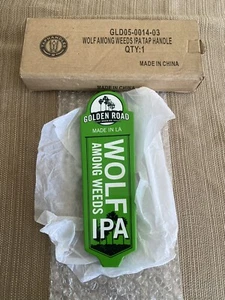 GLD05-0014-03
WOLF AMONG WEEDS IPA TAP HANDLE
QTY:1
MADE IN CHINA
GOLDEN ROAD
MADE IN LA
WOLF
AMONG WEEDS
IPA